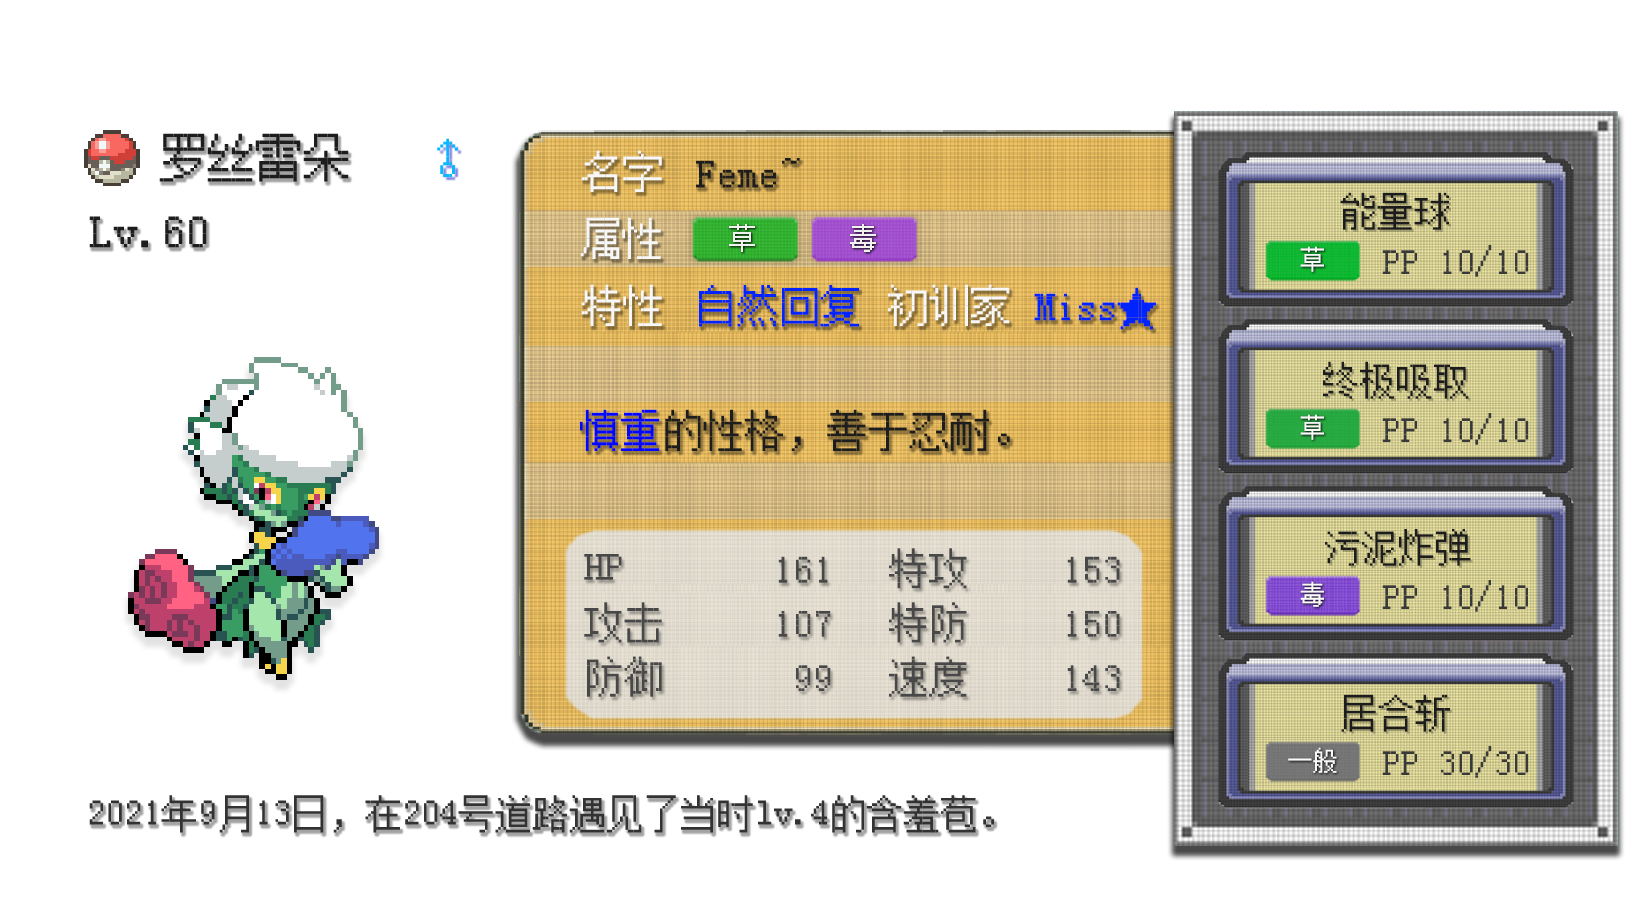 罗丝雷朵
Lv.60
名字 Feme~
属性 草 毒
特性 自然回复 初训家 Miss★
慎重的性格，善于忍耐。
HP 161 特攻 153
攻击 107 特防 150
防御 99 速度 143
能量球
草 PP 10/10
终极吸取
草 PP 10/10
污泥炸弹
毒 PP 10/10
居合斩
一般 PP 30/30
2021年9月13日，在204号道路遇见了当时lv.4的含羞苞。